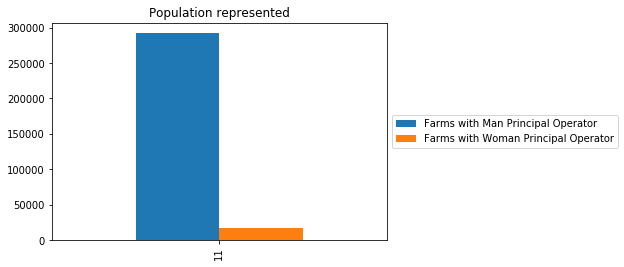 Population represented
300000
250000
200000
150000
100000
50000
0
11
Farms with Man Principal Operator
Farms with Woman Principal Operator